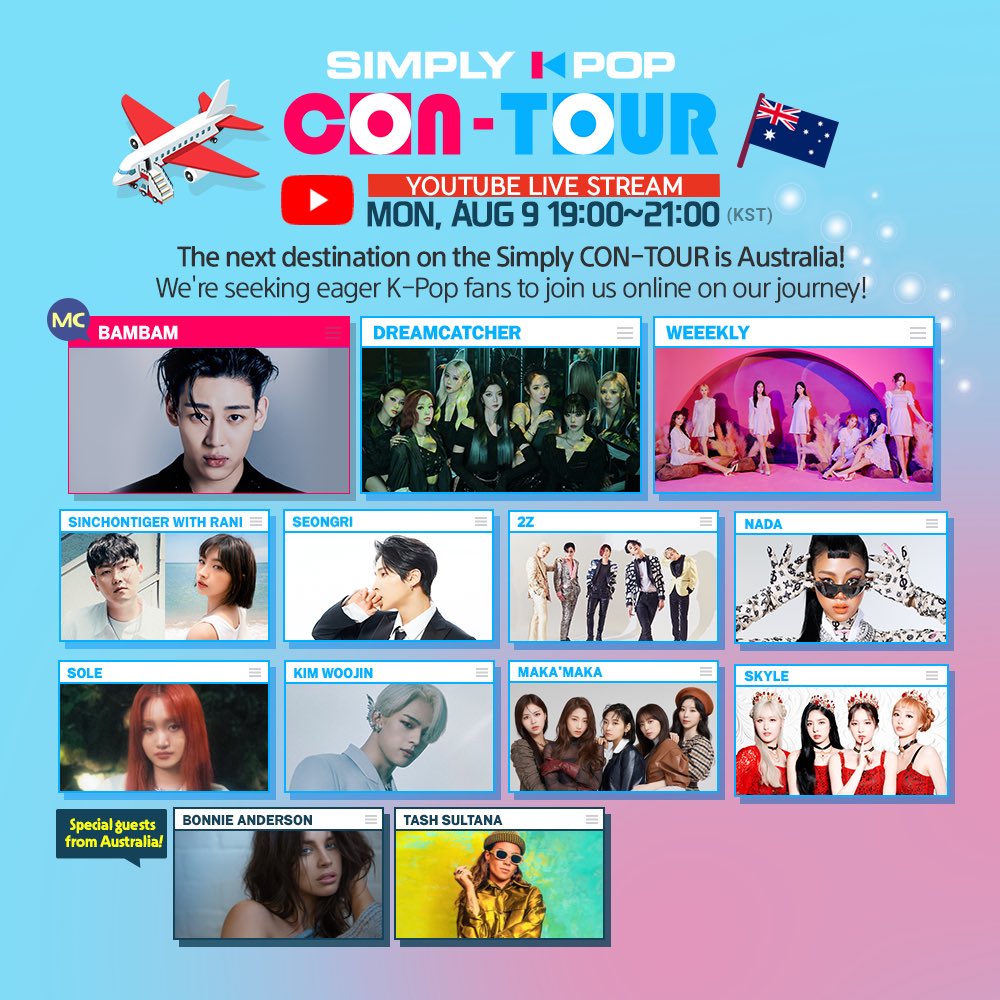 SIMPLY K POP
CON-TOUR
YOUTUBE LIVE STREAM
MON, AUG 9 19:00~21:00 (KST)
The next destination on the Simply CON-TOUR is Australia!
We're seeking eager K-Pop fans to join us online on our journey!
MC
BAMBAM
DREAMCATCHER
WEEEKLY
SINCHONTIGER WITH RANI
SEONGRI
2Z
NADA
SOLE
KIM WOOJIN
MAKA'MAKA
SKYLE
Special guests
from Australia!
BONNIE ANDERSON
TASH SULTANA